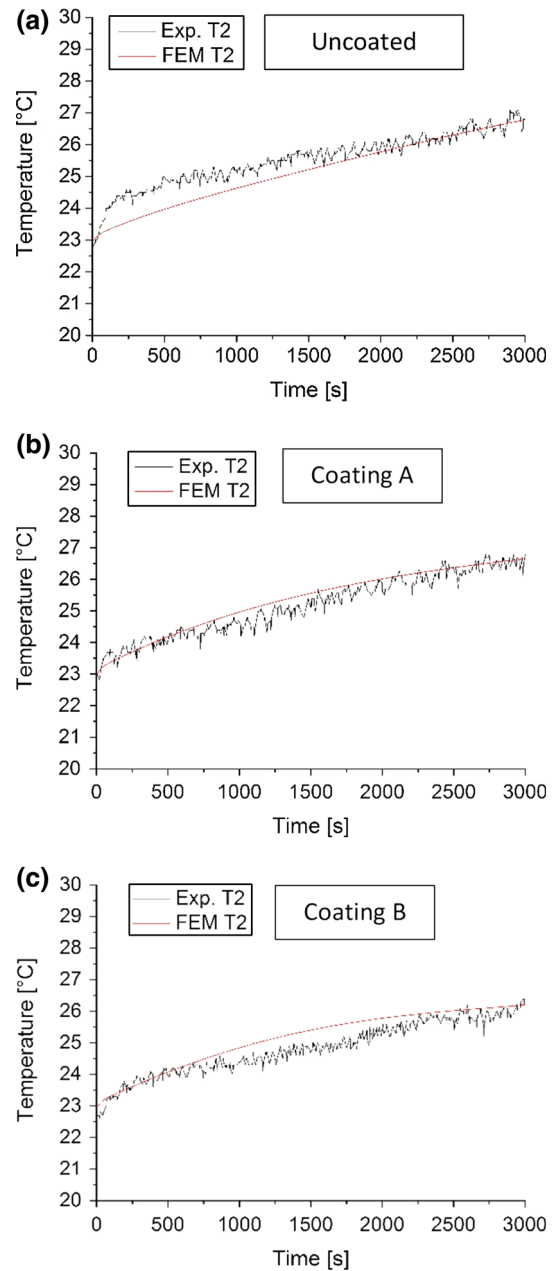 (a)
Exp. T2
FEM T2
Uncoated
Temperature [°C]
30
29
28
27
26
25
24
23
22
21
20
0 500 1000 1500 2000 2500 3000
Time [s]
(b)
Exp. T2
FEM T2
Coating A
Temperature [°C]
30
29
28
27
26
25
24
23
22
21
20
0 500 1000 1500 2000 2500 3000
Time [s]
(c)
Exp. T2
FEM T2
Coating B
Temperature [°C]
30
29
28
27
26
25
24
23
22
21
20
0 500 1000 1500 2000 2500 3000
Time [s]